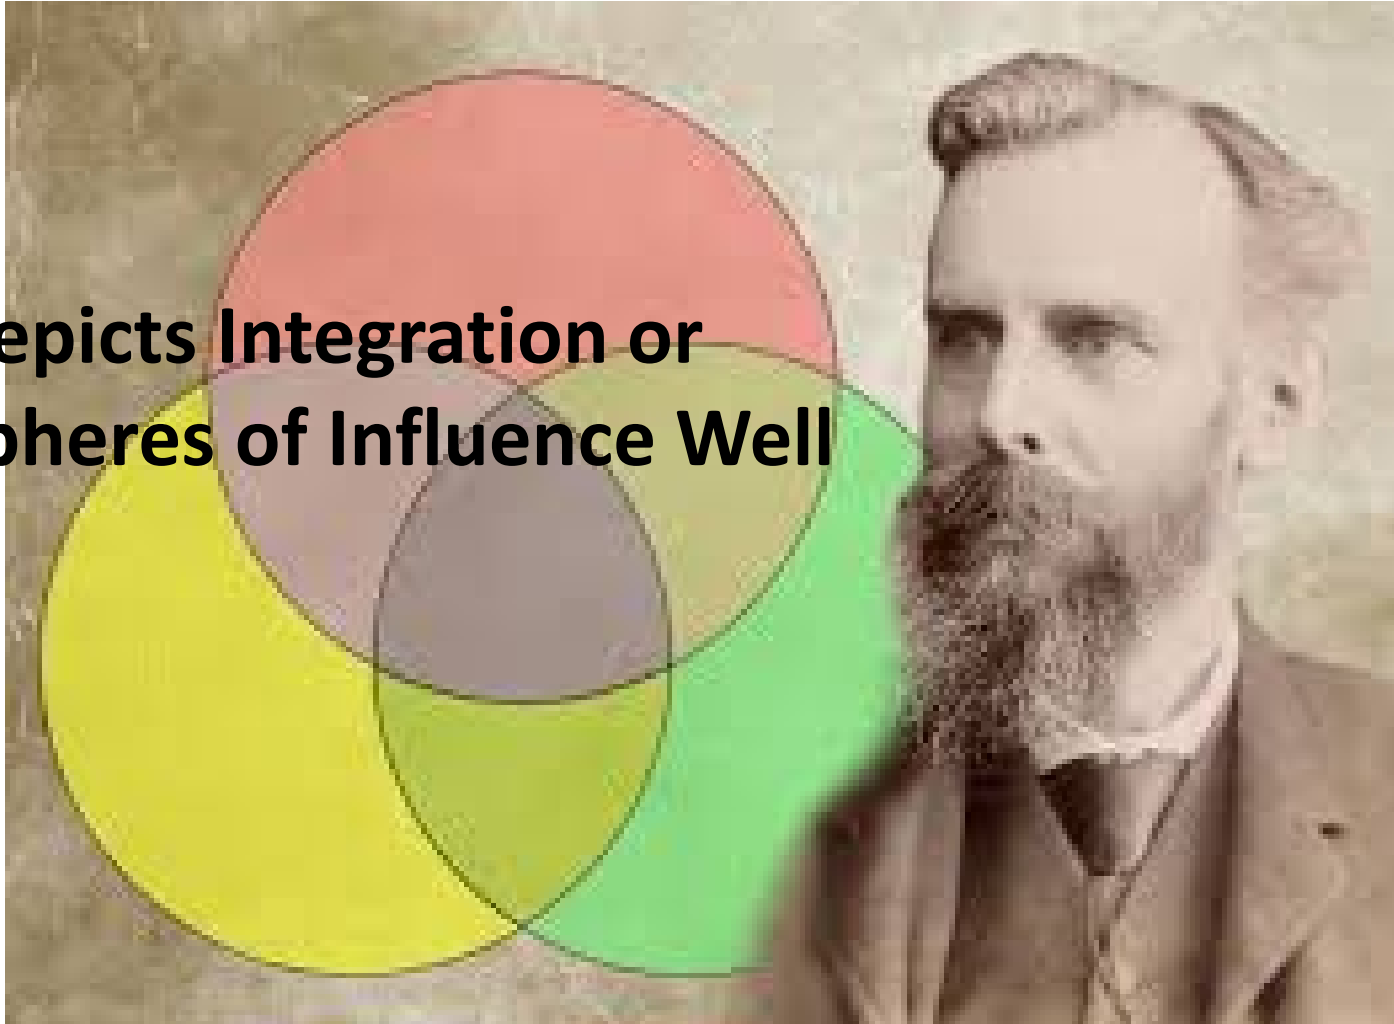 epicts Integration or
pheres of Influence Well